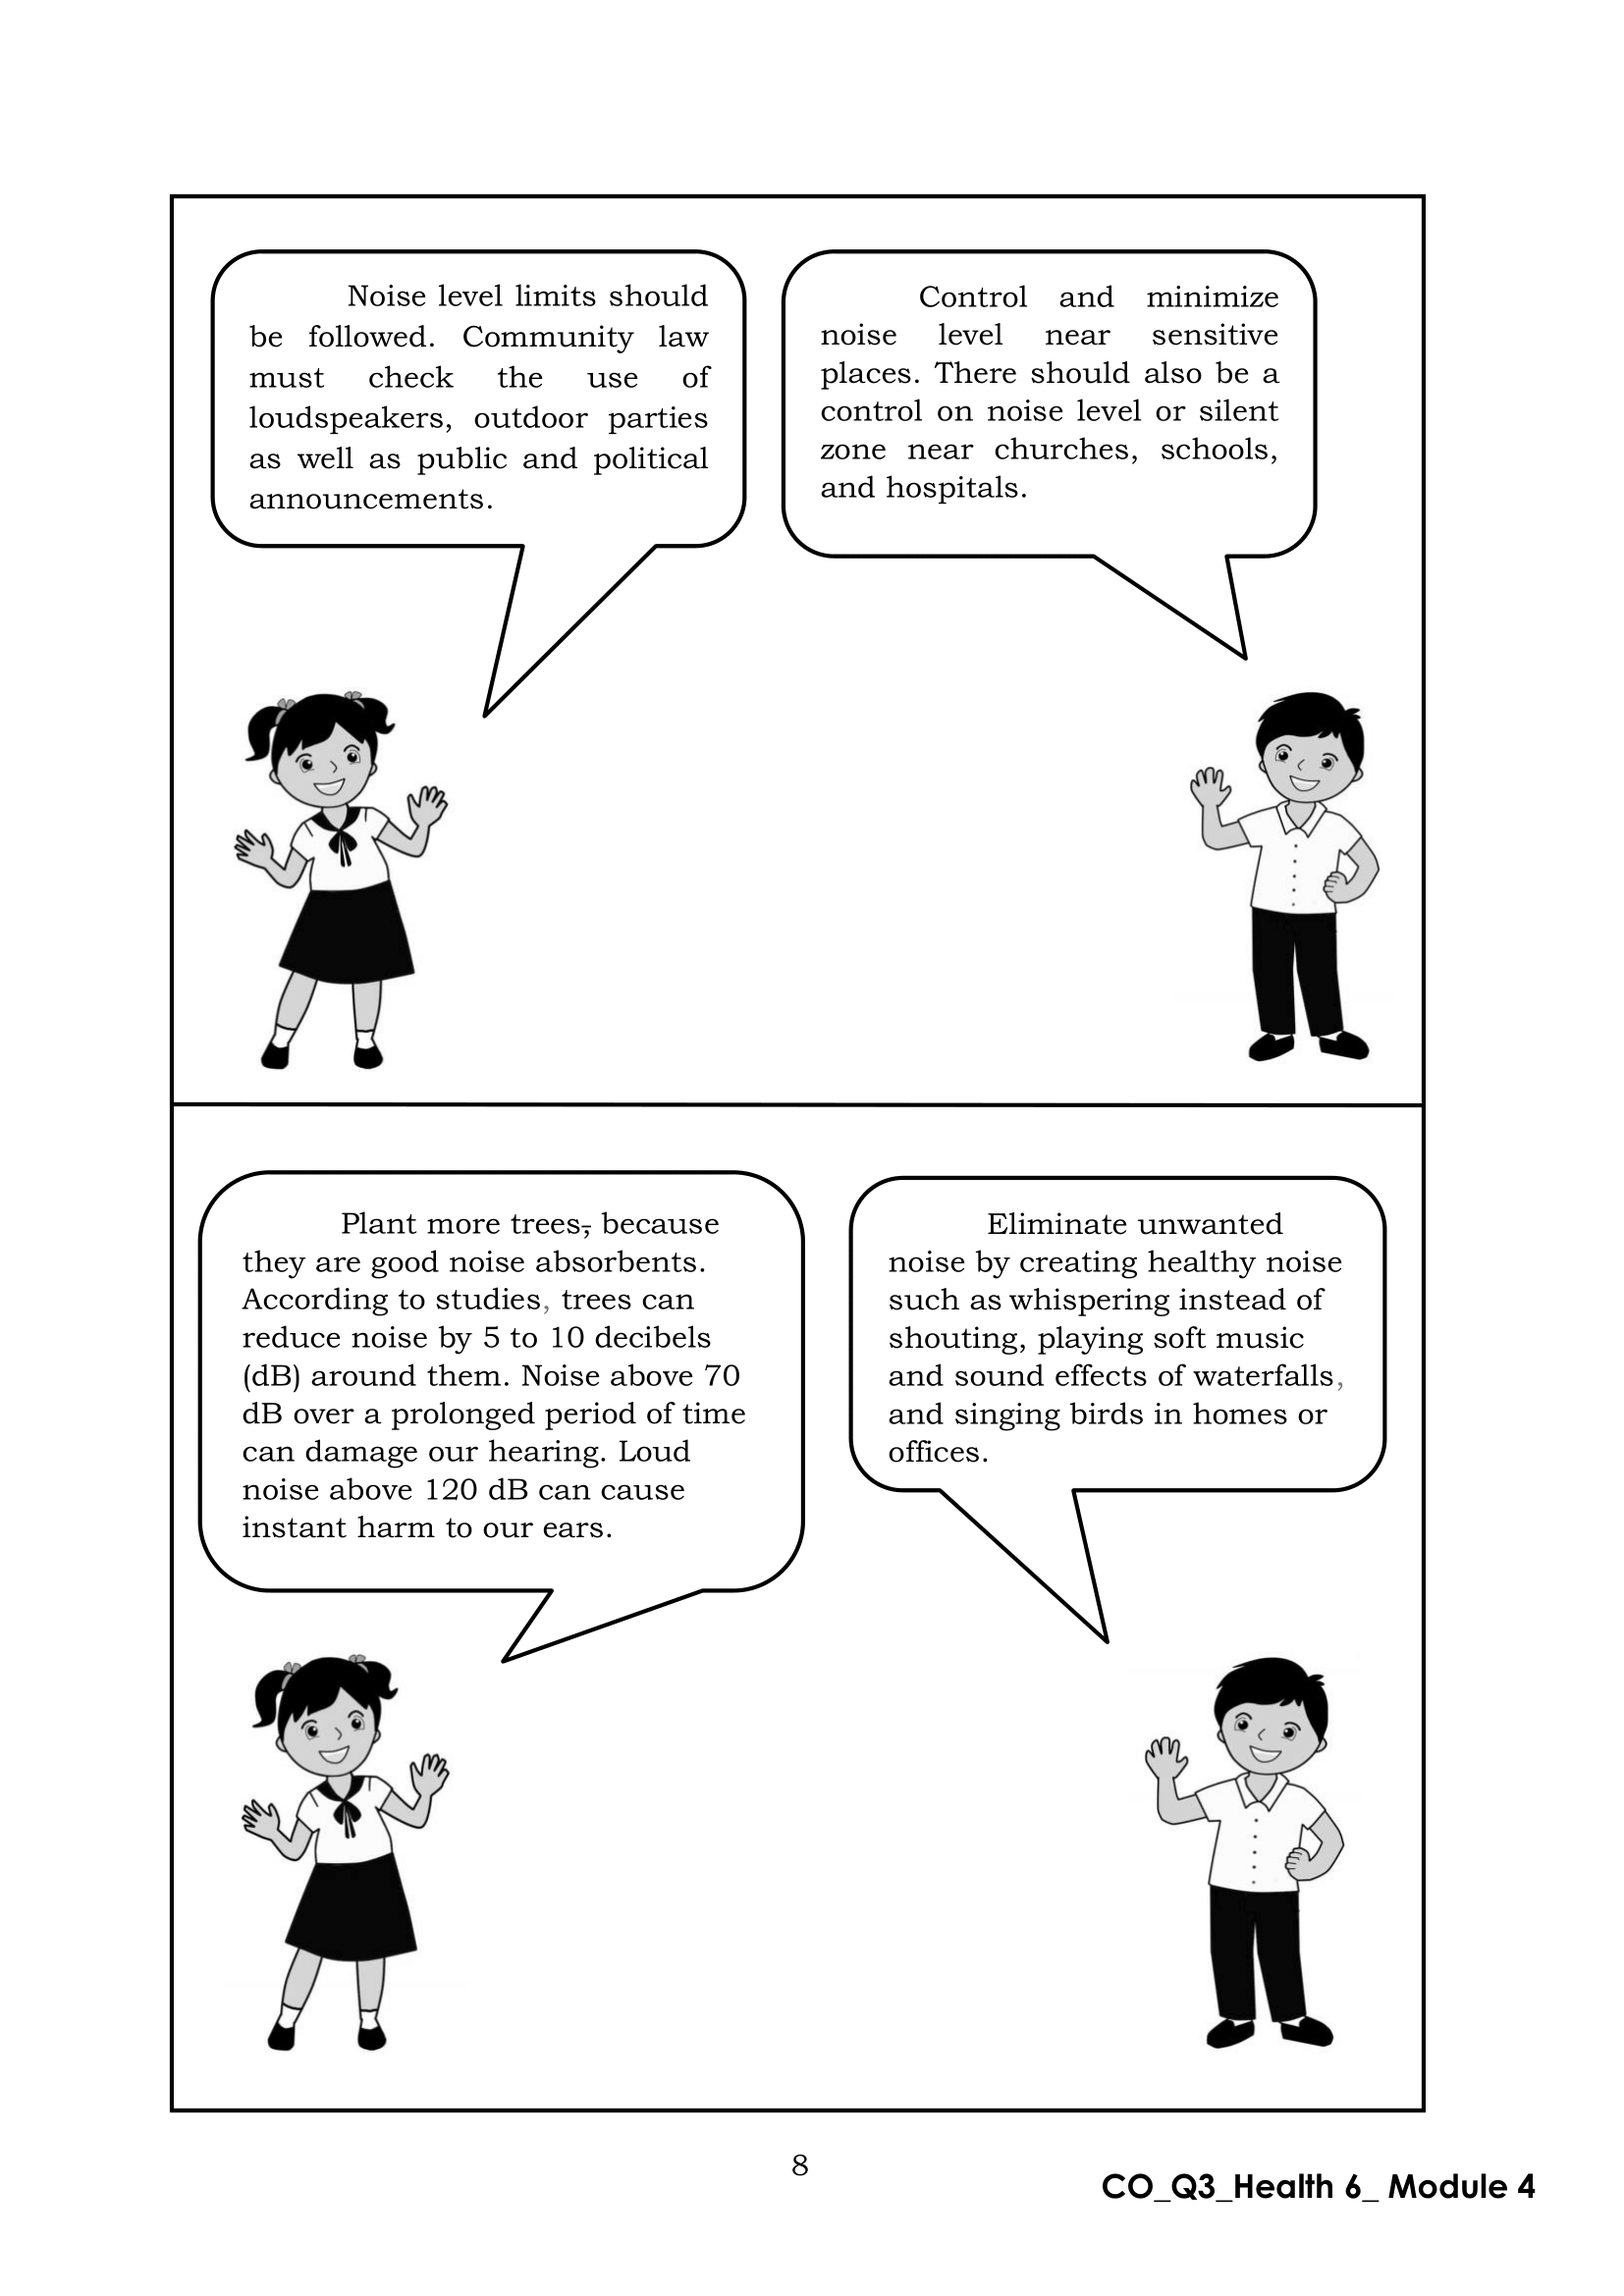 Noise level limits should
be followed. Community law
must check the use of
loudspeakers, outdoor parties
as well as public and political
announcements.
Control and minimize
noise level near sensitive
places. There should also be a
control on noise level or silent
zone near churches, schools,
and hospitals.
Plant more trees, because
they are good noise absorbents.
According to studies, trees can
reduce noise by 5 to 10 decibels
(dB) around them. Noise above 70
dB over a prolonged period of time
can damage our hearing. Loud
noise above 120 dB can cause
instant harm to our ears.
Eliminate unwanted
noise by creating healthy noise
such as whispering instead of
shouting, playing soft music
and sound effects of waterfalls,
and singing birds in homes or
offices.
8
CO_Q3_Health 6_ Module 4